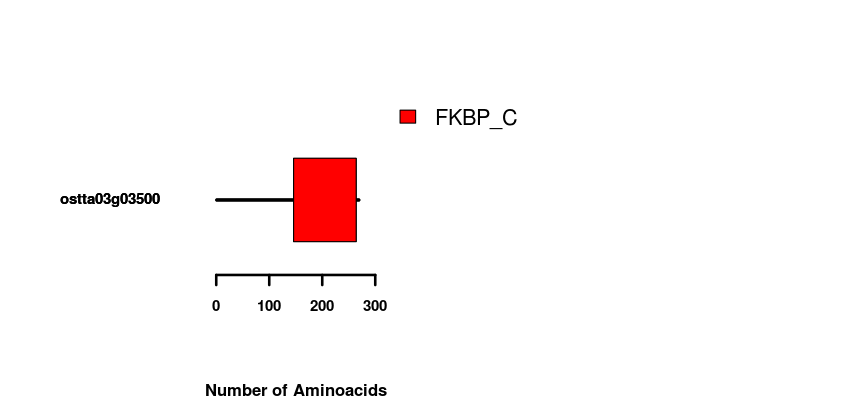 FKBP_C
ostta03g03500
0 100 200 300
Number of Aminoacids